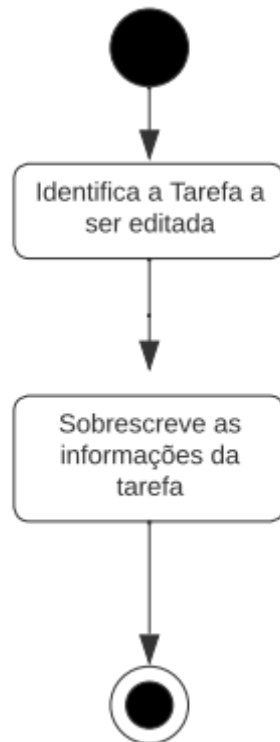 Identifica a Tarefa a
ser editada
Sobrescreve as
informações da
tarefa